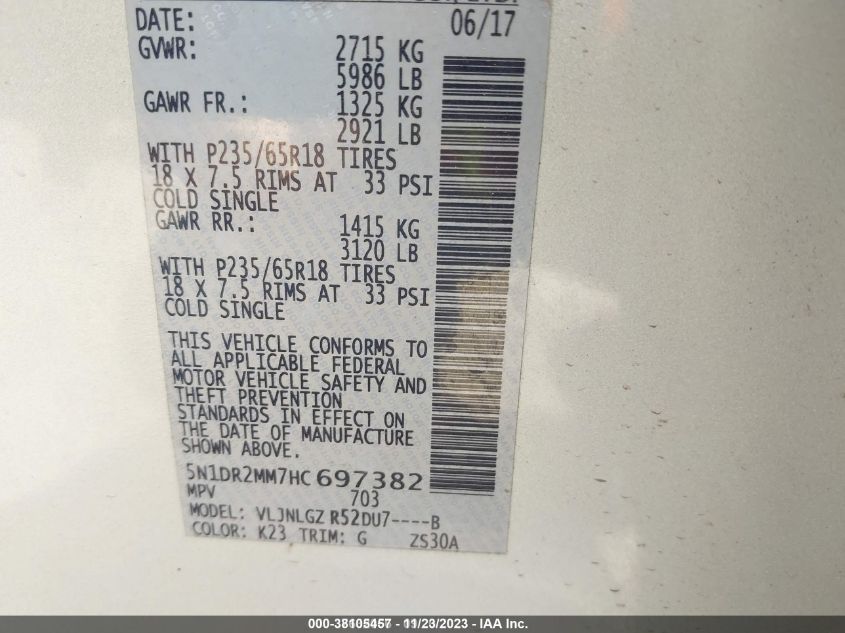 DATE: 06/17
GVWR: 2715 KG
5986 LB
GAWR FR.: 1325 KG
2921 LB
WITH P235/65R18 TIRES
18 X 7.5 RIMS AT 33 PSI
COLD SINGLE
GAWR RR.: 1415 KG
3120 LB
WITH P235/65R18 TIRES
18 X 7.5 RIMS AT 33 PSI
COLD SINGLE
THIS VEHICLE CONFORMS TO
ALL APPLICABLE FEDERAL
MOTOR VEHICLE SAFETY AND
THEFT PREVENTION
STANDARDS IN EFFECT ON
THE DATE OF MANUFACTURE
SHOWN ABOVE.
5N1DR2MM7HC 697382
MPV 703
MODEL: VLJNLGZ R52DU7----B
COLOR: K23 TRIM: G ZS30A
000-38105457 - 11/23/2023 - IAA Inc.